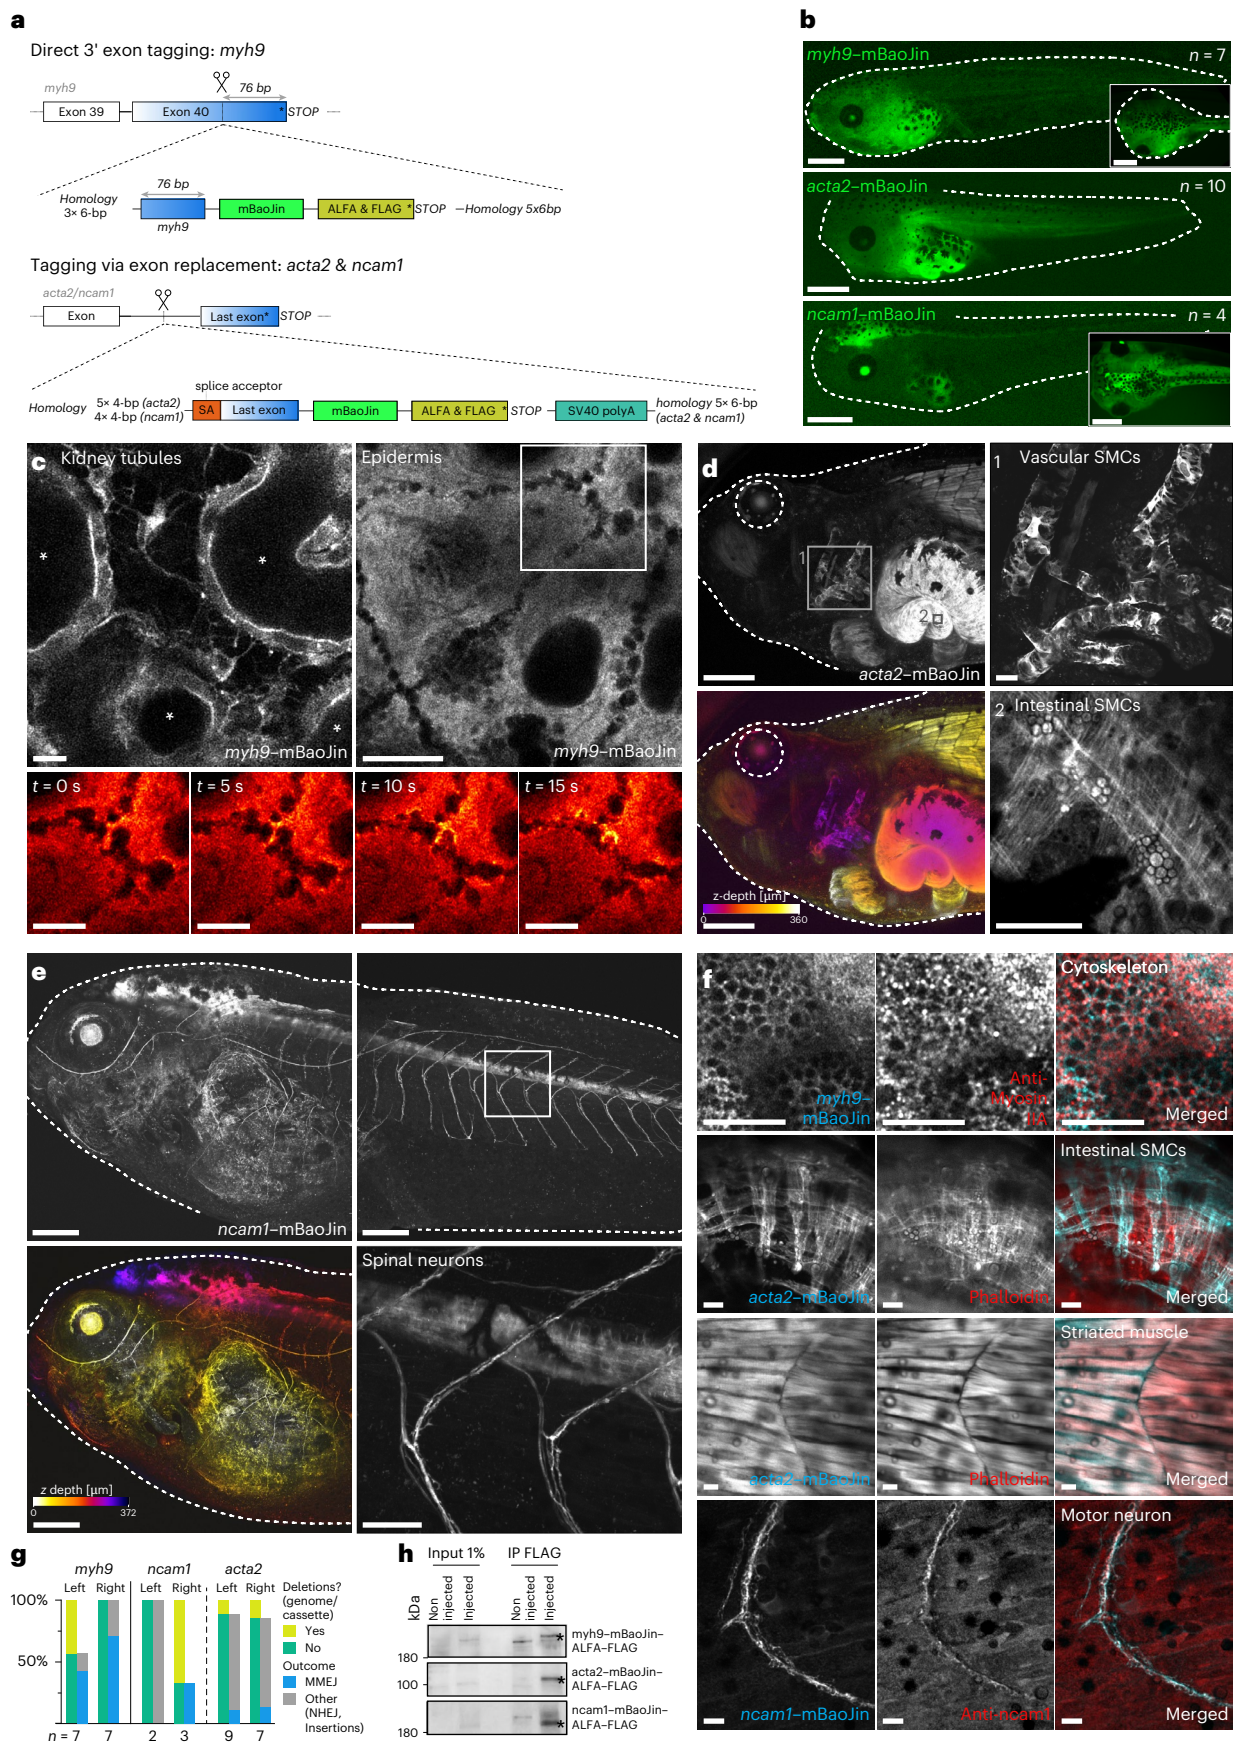 a
Direct 3' exon tagging: myh9
myh9
76 bp
Exon 39
Exon 40
* STOP
76 bp
Homology
3× 6-bp
mBaoJin
ALFA & FLAG * STOP
Homology 5x6bp
myh9
Tagging via exon replacement: acta2 & ncam1
acta2/ncam1
Exon
Last exon*
STOP
splice acceptor
Homology
5× 4-bp (acta2)
4× 4-bp (ncam1)
SA
Last exon
mBaoJin
ALFA & FLAG * STOP
SV40 polyA
homology 5× 6-bp
(acta2 & ncam1)
b
myh9–mBaoJin
n = 7
acta2–mBaoJin
n = 10
ncam1–mBaoJin
n = 4
c
Kidney tubules
* * * *
myh9–mBaoJin
Epidermis
myh9–mBaoJin
t = 0 s
t = 5 s
t = 10 s
t = 15 s
d
1
2
acta2–mBaoJin
1 Vascular SMCs
z-depth [µm]
0 360
2 Intestinal SMCs
e
ncam1–mBaoJin
z depth [µm]
0 372
Spinal neurons
f
myh9–
mBaoJin
Anti-
Myosin
IIA
Cytoskeleton
Merged
acta2–mBaoJin
Phalloidin
Intestinal SMCs
Merged
acta2–mBaoJin
Phalloidin
Striated muscle
Merged
ncam1–mBaoJin
Anti-ncam1
Motor neuron
Merged
g
myh9 ncam1 acta2
Left Right Left Right Left Right
100%
50%
n = 7 7 2 3 9 7
Deletions?
(genome/
cassette)
Yes
No
Outcome
MMEJ
Other
(NHEJ,
Insertions)
h
Input 1% IP FLAG
kDa
Non
injected
Injected
Non
injected
Injected
180
*
myh9–mBaoJin–
ALFA–FLAG
100
*
acta2–mBaoJin–
ALFA–FLAG
180
*
ncam1–mBaoJin–
ALFA–FLAG